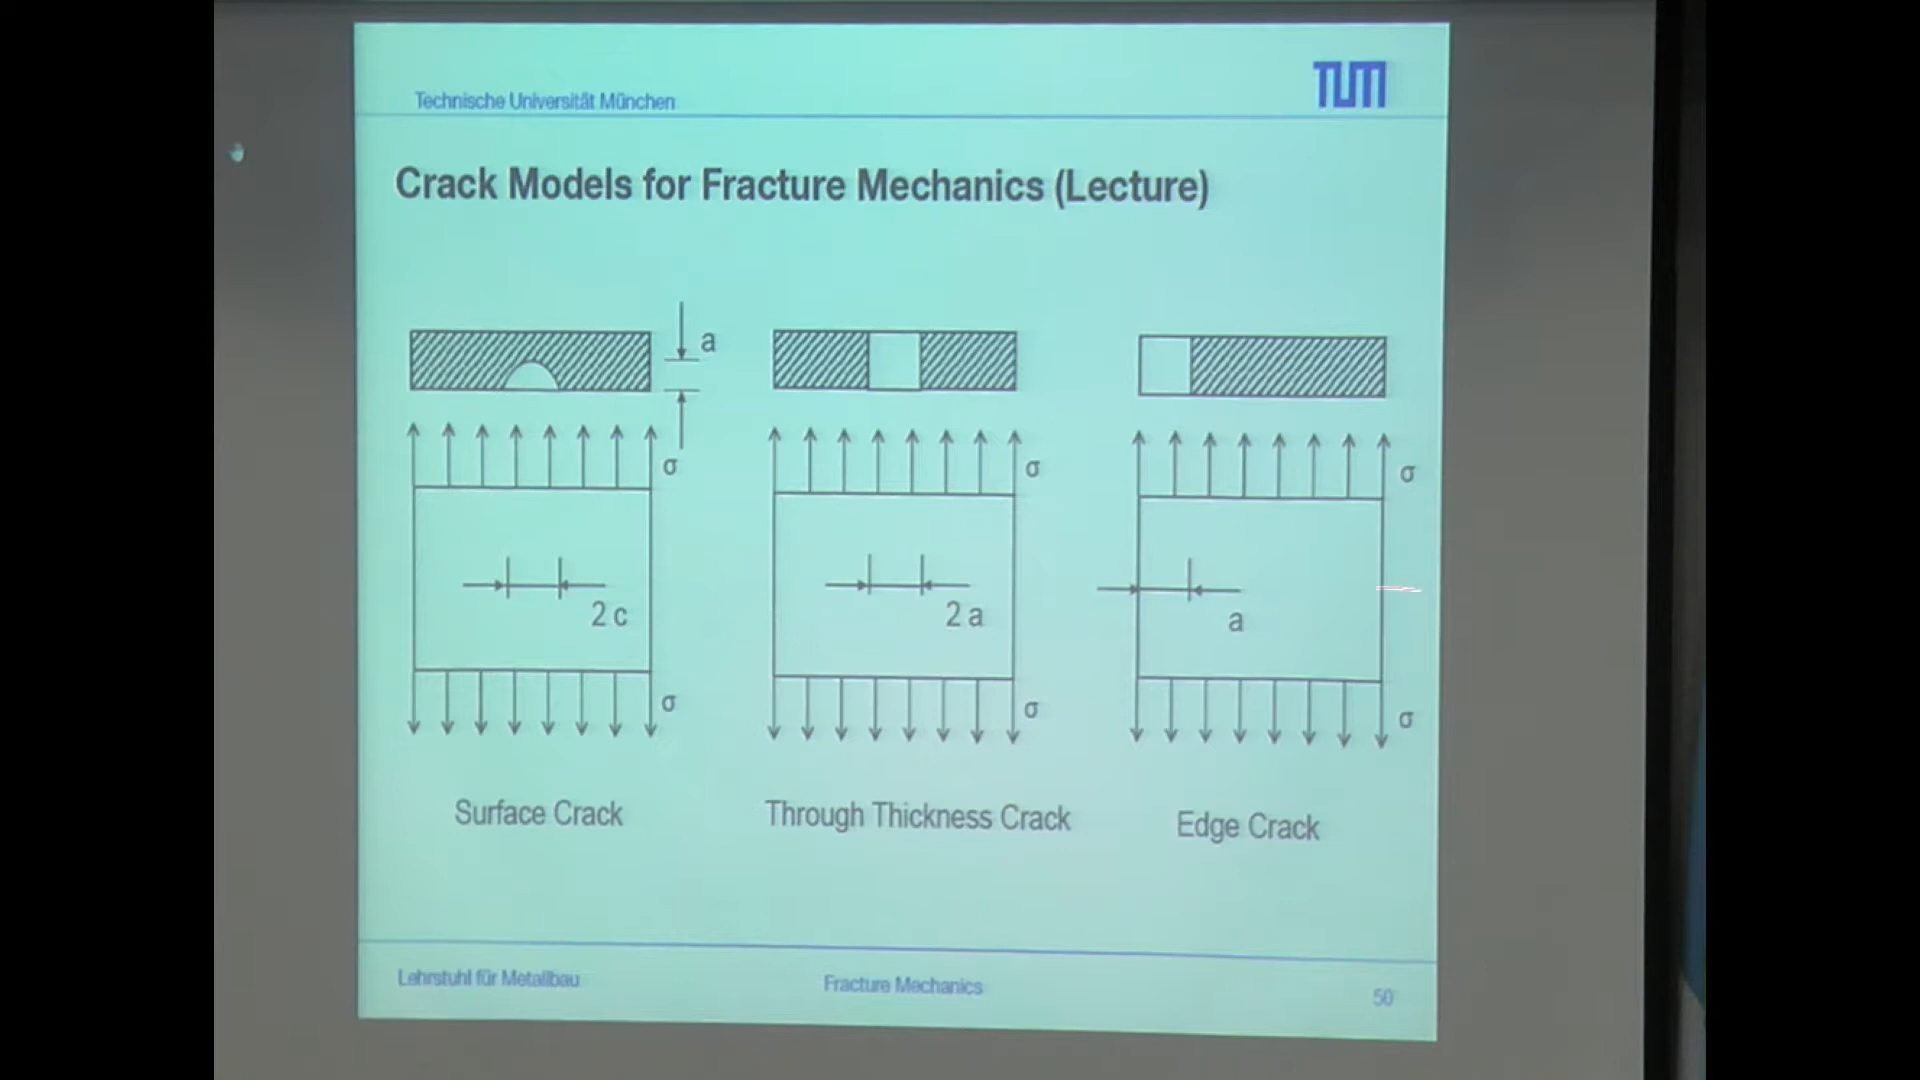 Technische Universität München
TUM
Crack Models for Fracture Mechanics (Lecture)
a
σ
σ
σ
2 c
2 a
a
σ
σ
σ
Surface Crack
Through Thickness Crack
Edge Crack
Lehrstuhl für Metallbau
Fracture Mechanics
50